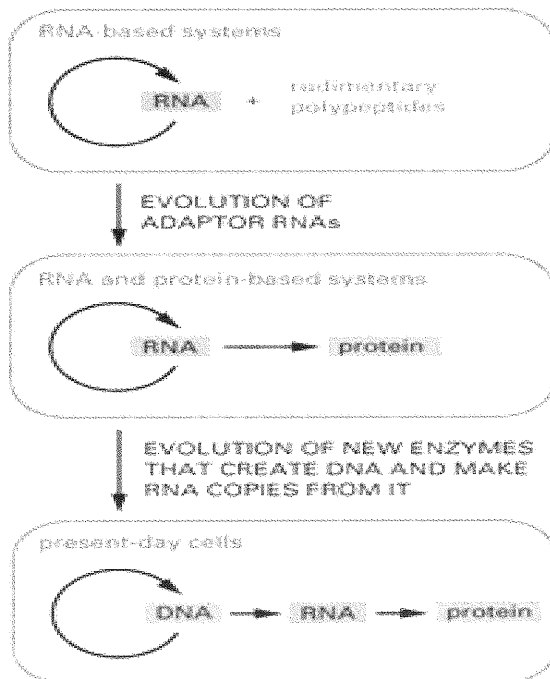 RNA-based systems
RNA + rudimentary
polypeptides
EVOLUTION OF
ADAPTOR RNAs
RNA and protein-based systems
RNA protein
EVOLUTION OF NEW ENZYMES
THAT CREATE DNA AND MAKE
RNA COPIES FROM IT
present-day cells
DNA RNA protein